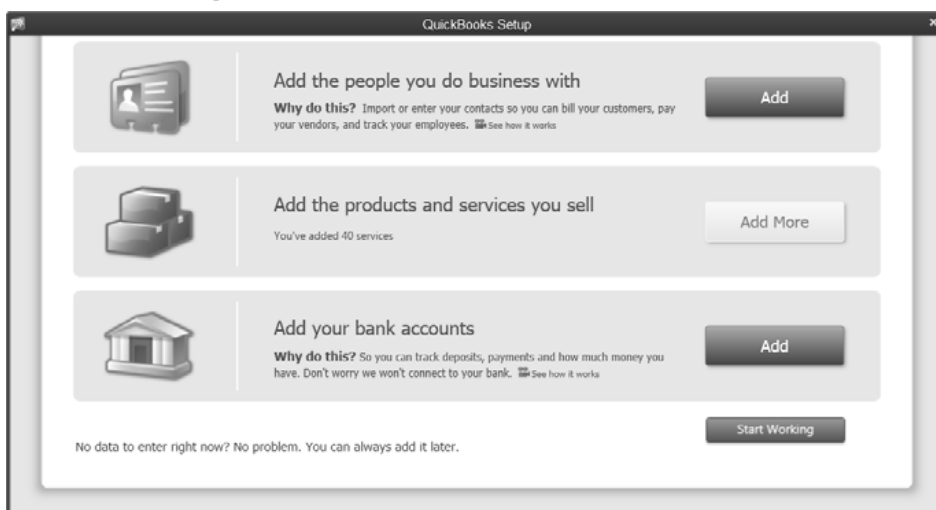 QuickBooks Setup
Add the people you do business with
Add
Why do this? Import or enter your contacts so you can bill your customers, pay
your vendors, and track your employees. See how it works
Add the products and services you sell
Add More
You've added 40 services
Add your bank accounts
Add
Why do this? So you can track deposits, payments and how much money you
have. Don't worry we won't connect to your bank. See how it works
Start Working
No data to enter right now? No problem. You can always add it later.